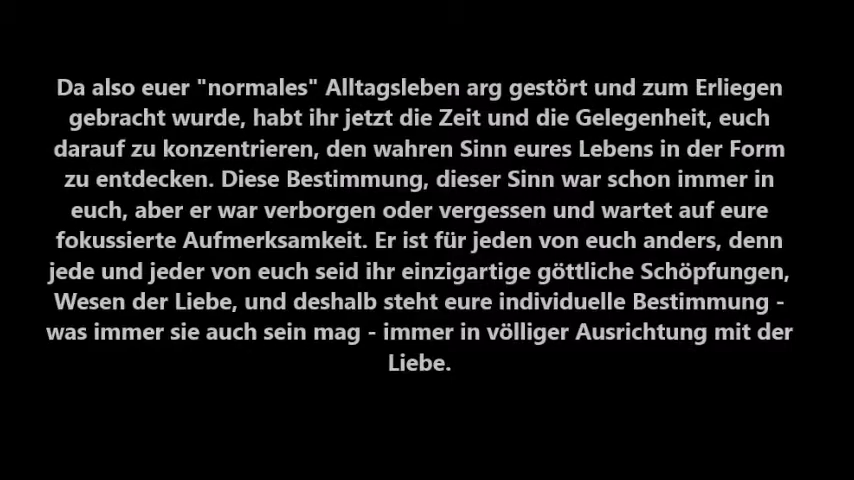 Da also euer "normales" Alltagsleben arg gestört und zum Erliegen
gebracht wurde, habt ihr jetzt die Zeit und die Gelegenheit, euch
darauf zu konzentrieren, den wahren Sinn eures Lebens in der Form
zu entdecken. Diese Bestimmung, dieser Sinn war schon immer in
euch, aber er war verborgen oder vergessen und wartet auf eure
fokussierte Aufmerksamkeit. Er ist für jeden von euch anders, denn
jede und jeder von euch seid ihr einzigartige göttliche Schöpfungen,
Wesen der Liebe, und deshalb steht eure individuelle Bestimmung -
was immer sie auch sein mag - immer in völliger Ausrichtung mit der
Liebe.